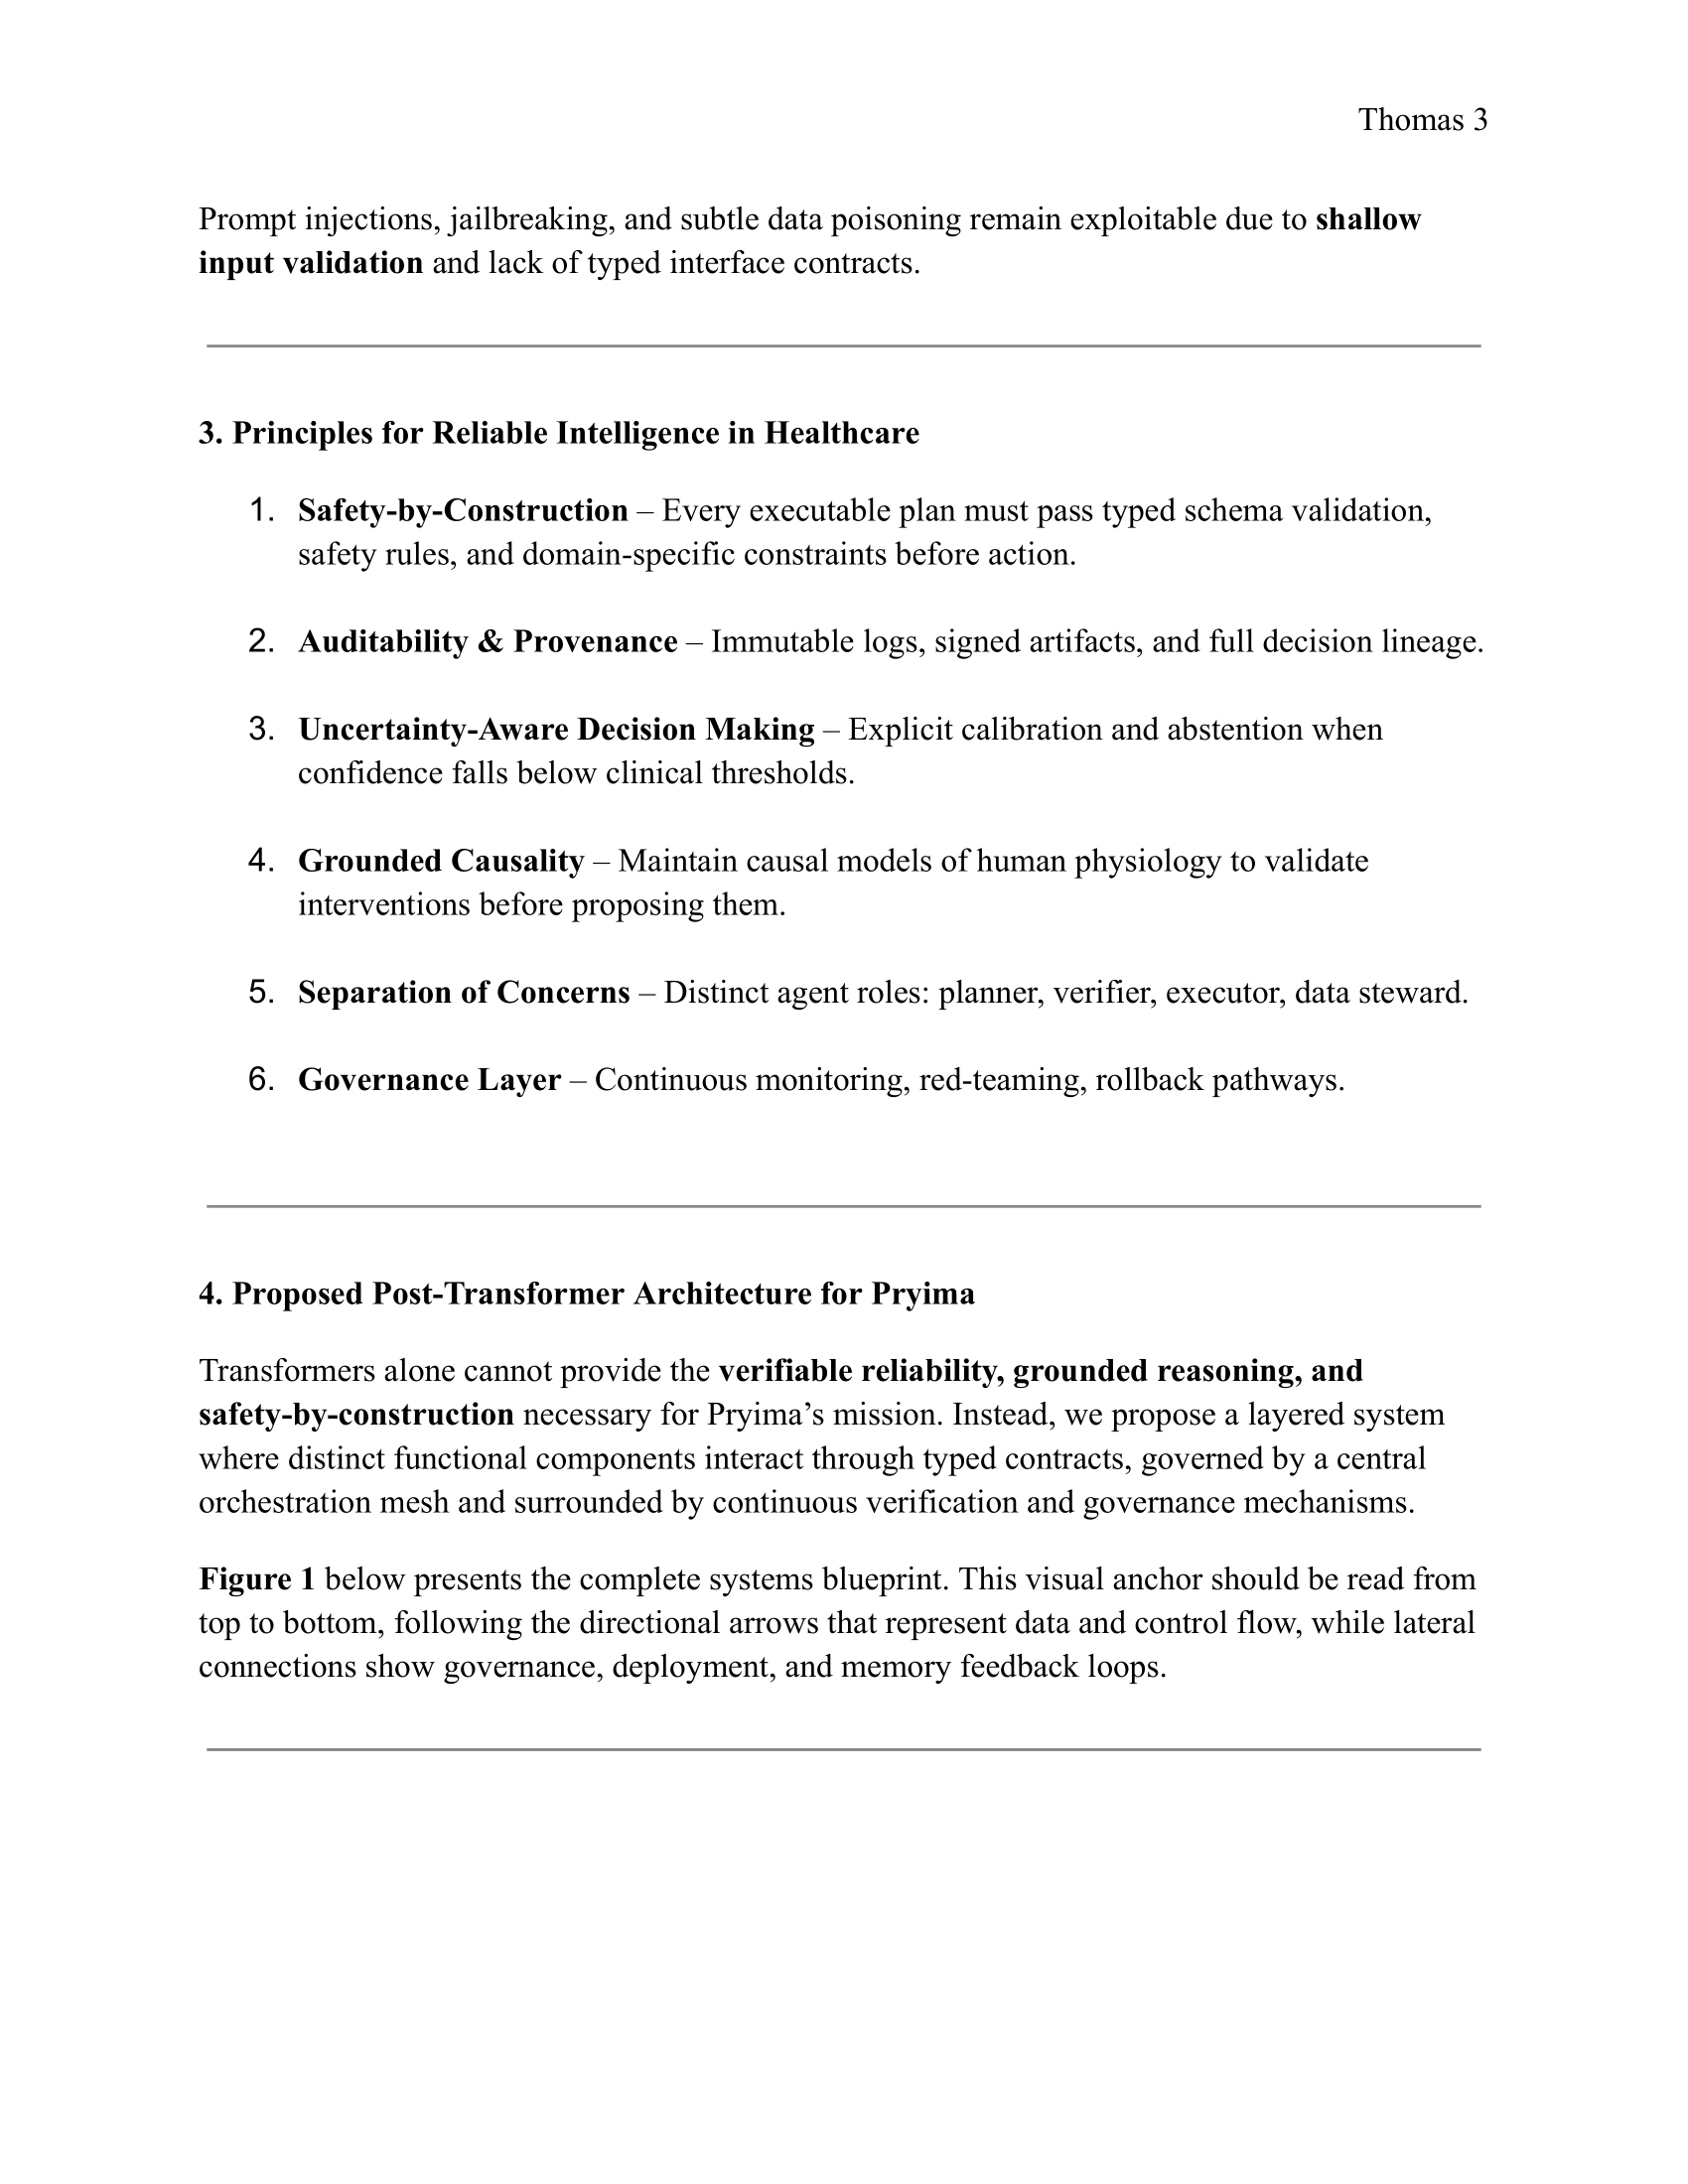 Thomas 3
Prompt injections, jailbreaking, and subtle data poisoning remain exploitable due to shallow
input validation and lack of typed interface contracts.
3. Principles for Reliable Intelligence in Healthcare
1. Safety-by-Construction – Every executable plan must pass typed schema validation,
safety rules, and domain-specific constraints before action.
2. Auditability & Provenance – Immutable logs, signed artifacts, and full decision lineage.
3. Uncertainty-Aware Decision Making – Explicit calibration and abstention when
confidence falls below clinical thresholds.
4. Grounded Causality – Maintain causal models of human physiology to validate
interventions before proposing them.
5. Separation of Concerns – Distinct agent roles: planner, verifier, executor, data steward.
6. Governance Layer – Continuous monitoring, red-teaming, rollback pathways.
4. Proposed Post-Transformer Architecture for Pryima
Transformers alone cannot provide the verifiable reliability, grounded reasoning, and
safety-by-construction necessary for Pryima’s mission. Instead, we propose a layered system
where distinct functional components interact through typed contracts, governed by a central
orchestration mesh and surrounded by continuous verification and governance mechanisms.
Figure 1 below presents the complete systems blueprint. This visual anchor should be read from
top to bottom, following the directional arrows that represent data and control flow, while lateral
connections show governance, deployment, and memory feedback loops.